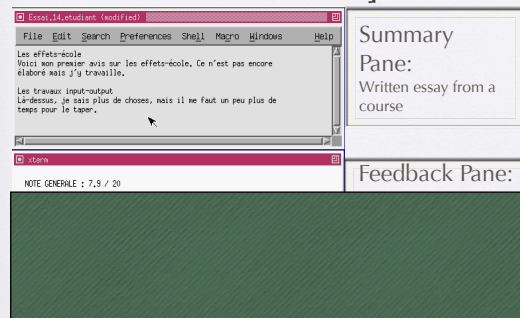 Essai.14.etudiant (modified)
File Edit Search Preferences Shell Macro Windows Help
Les effets-école
Voici mon premier avis sur les effets-école. Ce n'est pas encore
élaboré mais j'y travaille.
Les travaux input-output
Là-dessus, je sais plus de choses, mais il me faut un peu plus de
temps pour le taper.
Summary
Pane:
Written essay from a
course
xterm
NOTE GENERALE : 7.9 / 20
Feedback Pane: